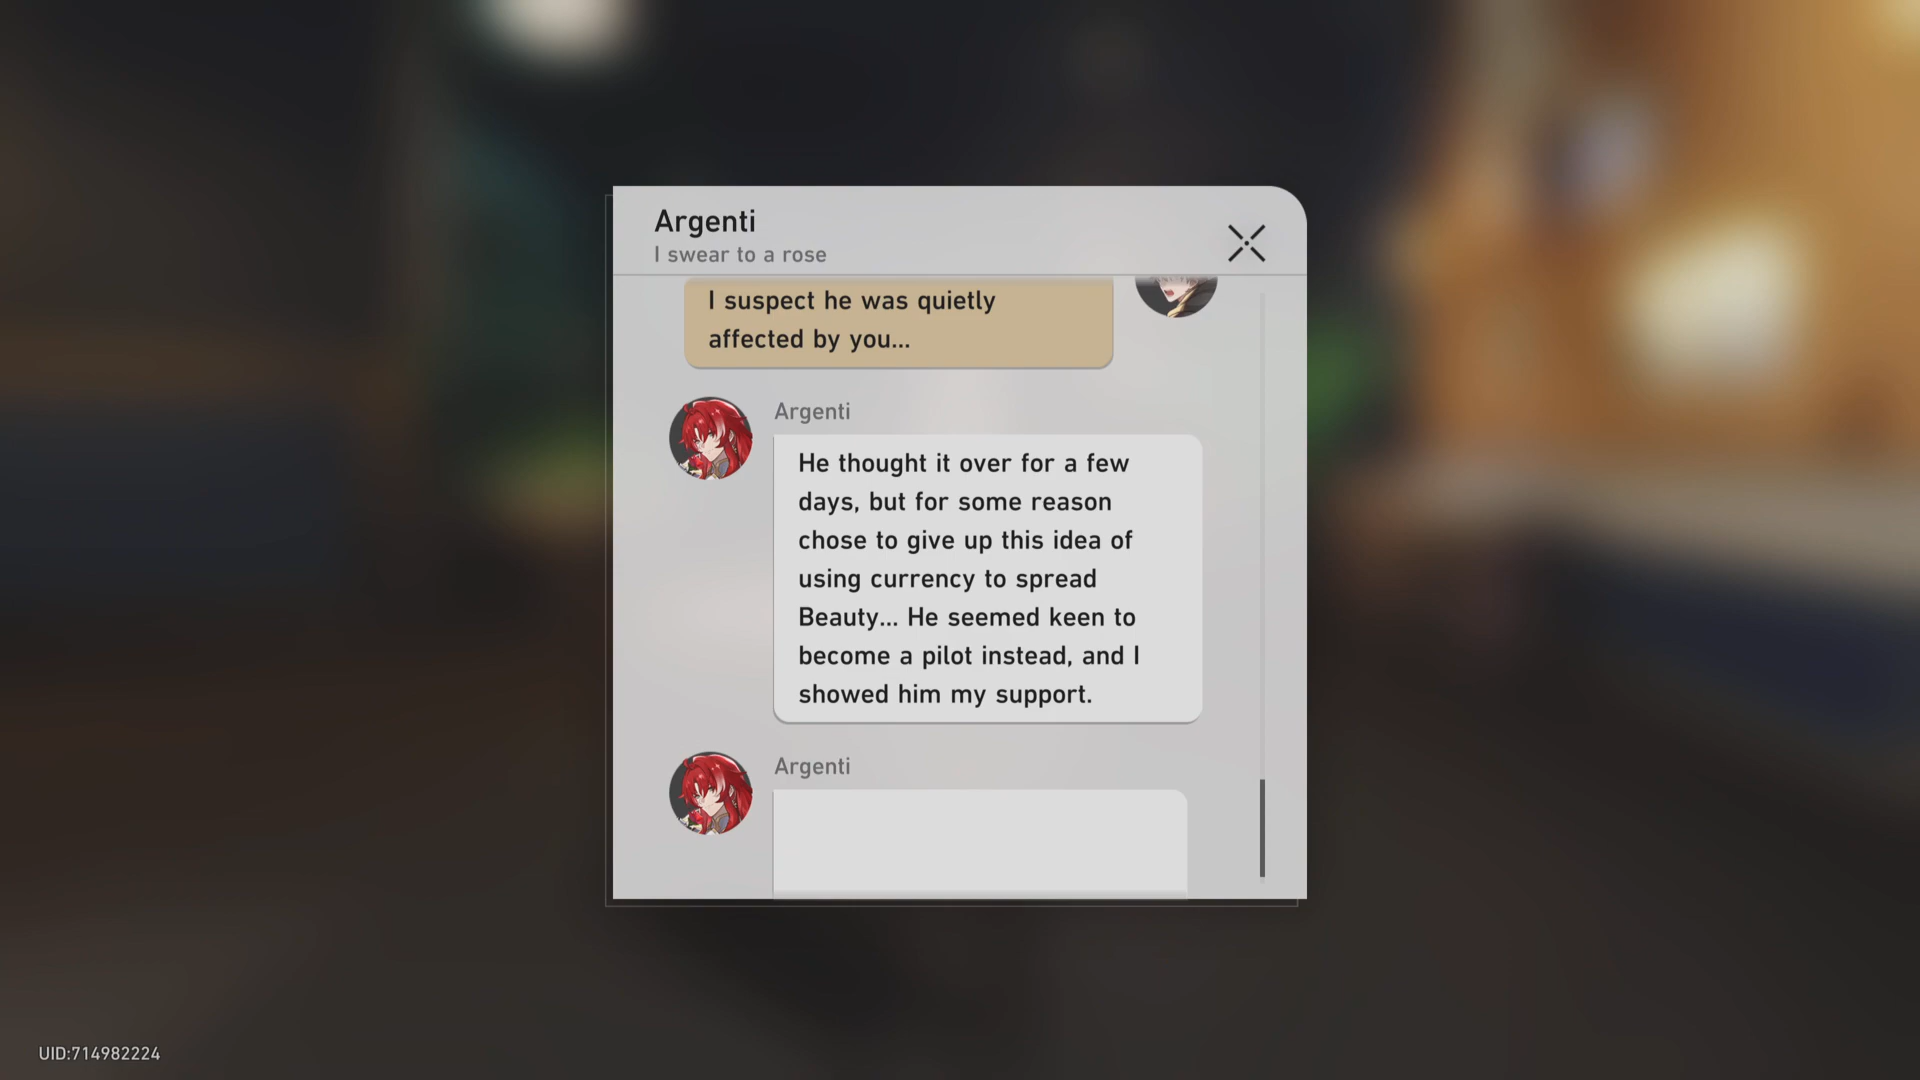 Argenti
I swear to a rose
I suspect he was quietly
affected by you...
Argenti
He thought it over for a few
days, but for some reason
chose to give up this idea of
using currency to spread
Beauty... He seemed keen to
become a pilot instead, and I
showed him my support.
Argenti
UID:714982224